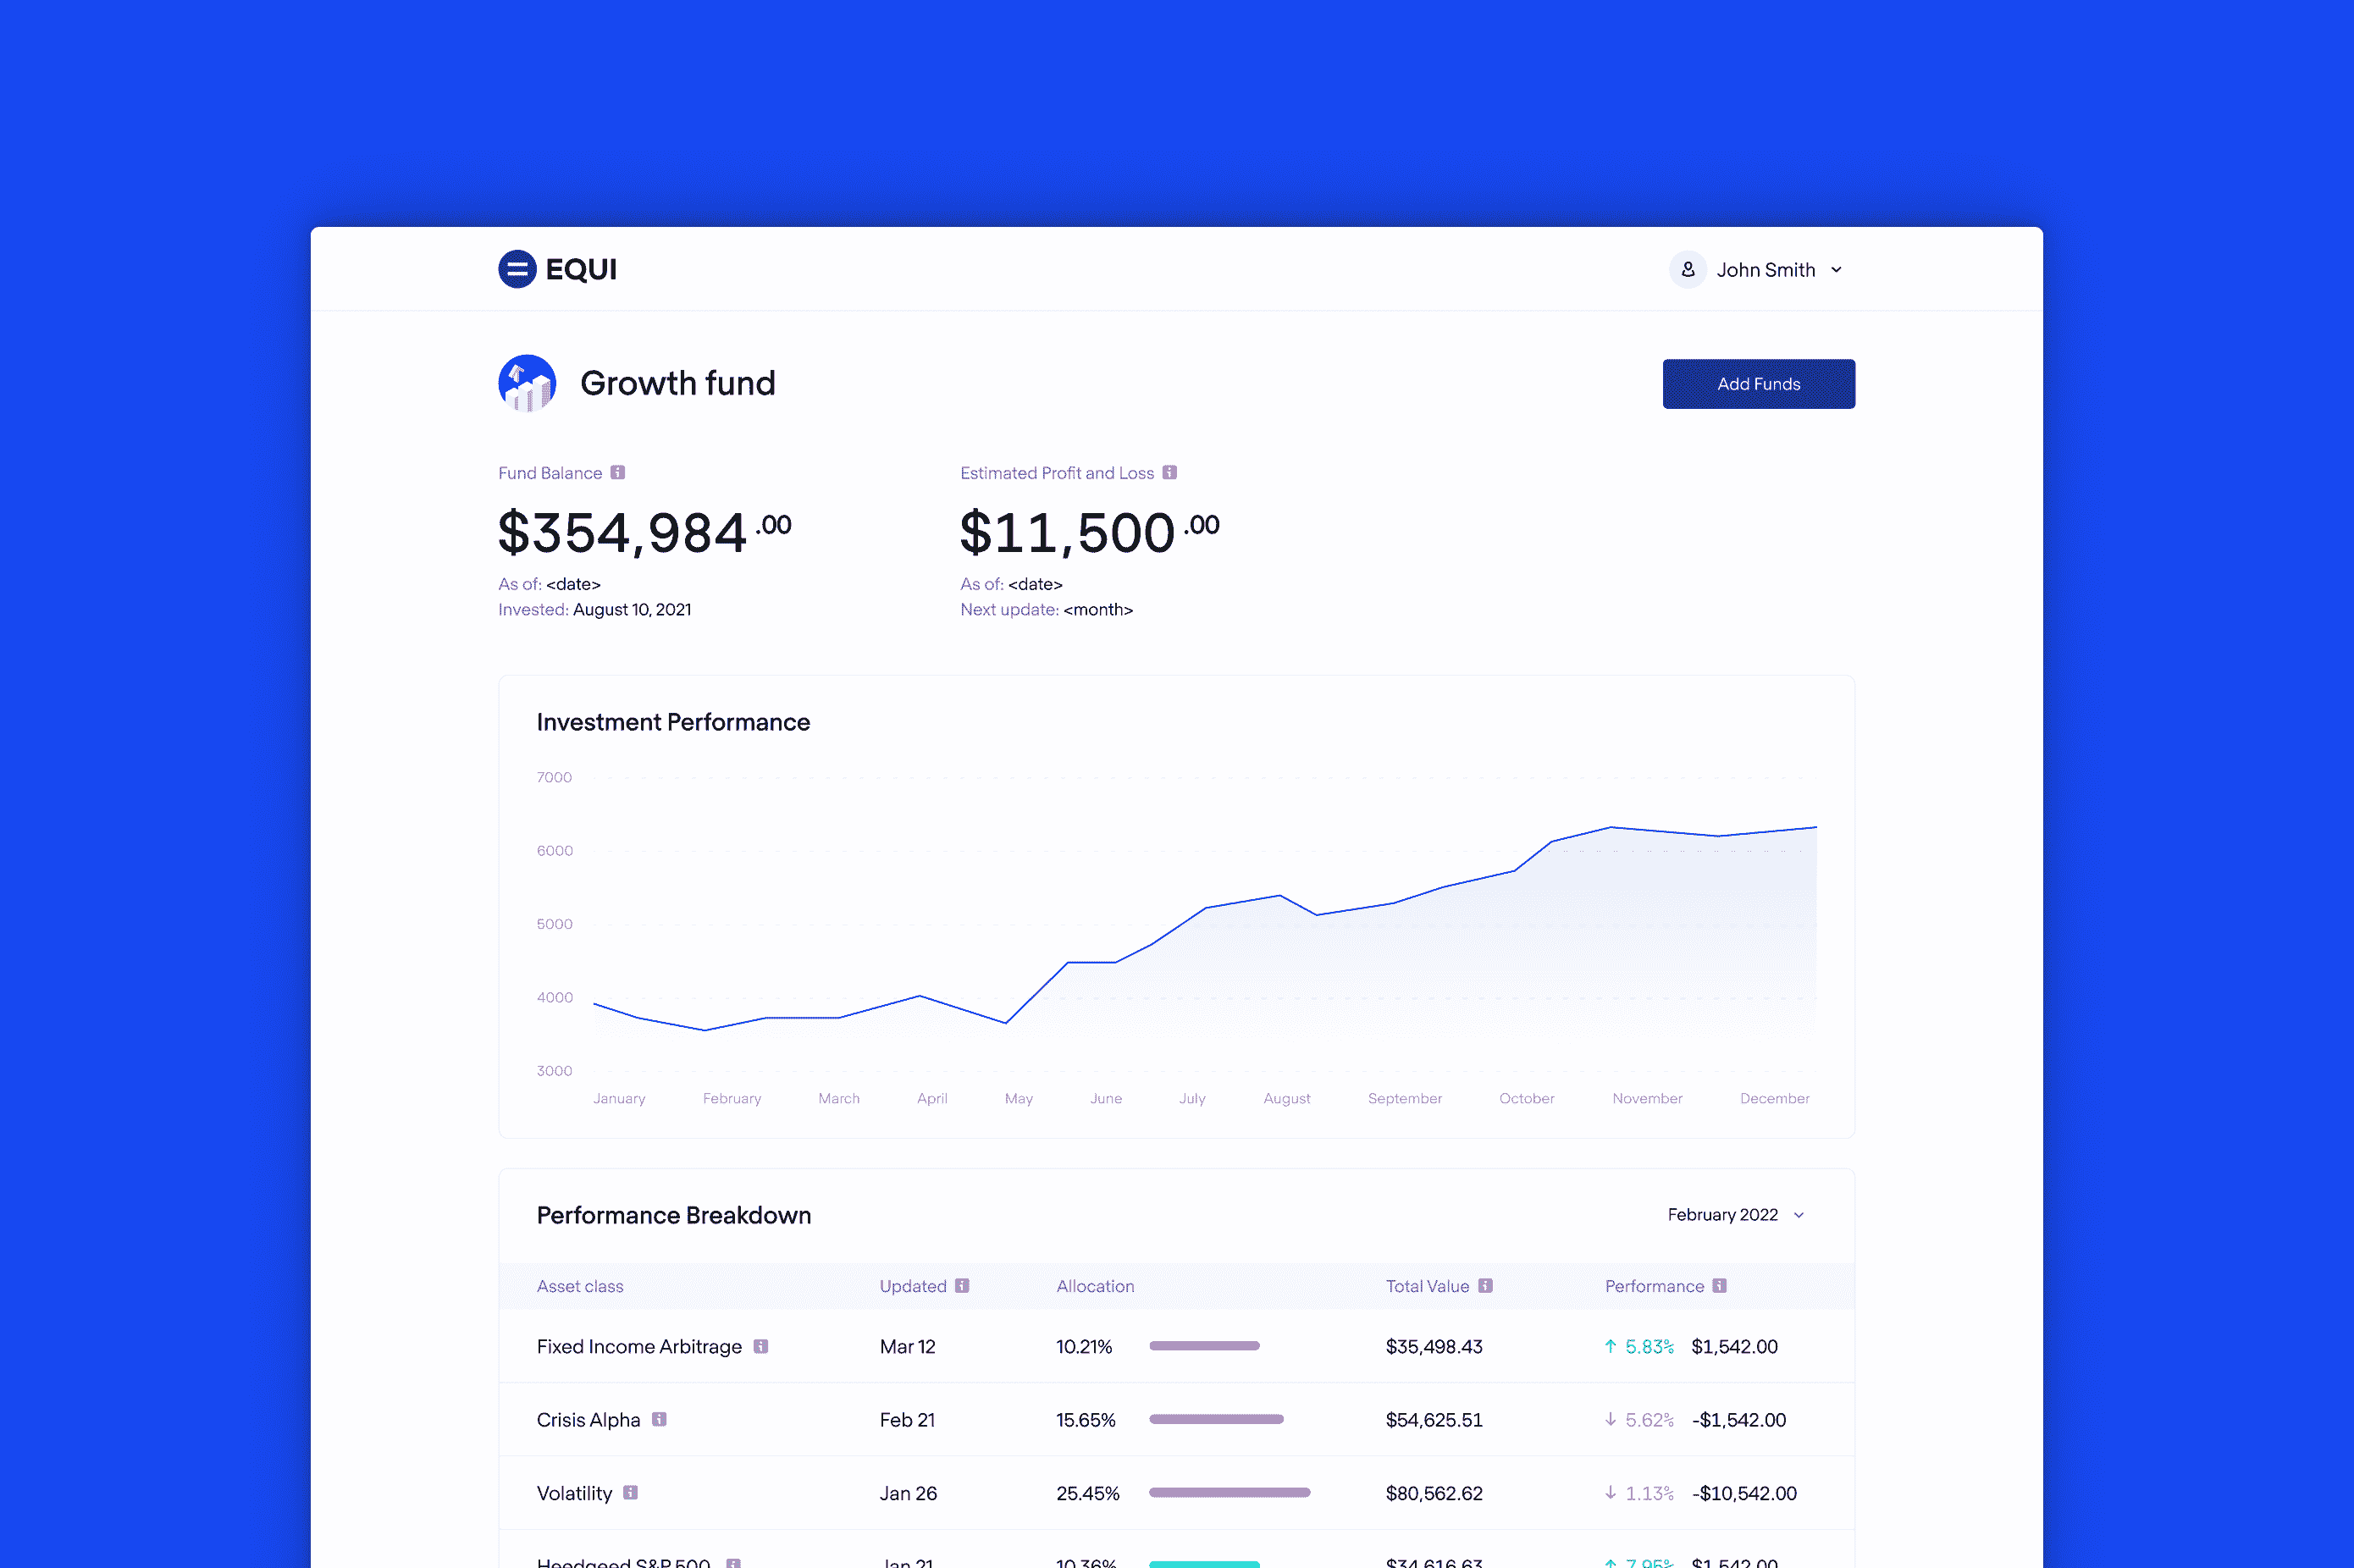 EQUI
John Smith
Growth fund
Add Funds
Fund Balance
Estimated Profit and Loss
$354,984.00
$11,500.00
As of: <date>
As of: <date>
Invested: August 10, 2021
Next update: <month>
Investment Performance
7000
6000
5000
4000
3000
January February March April May June July August September October November December
Performance Breakdown
February 2022
Asset class Updated Allocation Total Value Performance
Fixed Income Arbitrage Mar 12 10.21% $35,498.43 ↑ 5.83% $1,542.00
Crisis Alpha Feb 21 15.65% $54,625.51 ↓ 5.62% -$1,542.00
Volatility Jan 26 25.45% $80,562.62 ↓ 1.13% -$10,542.00
Heedgeed S&P 500 Jan 21 10.36% $34,616.63 ↑ 7.95% $1,542.00